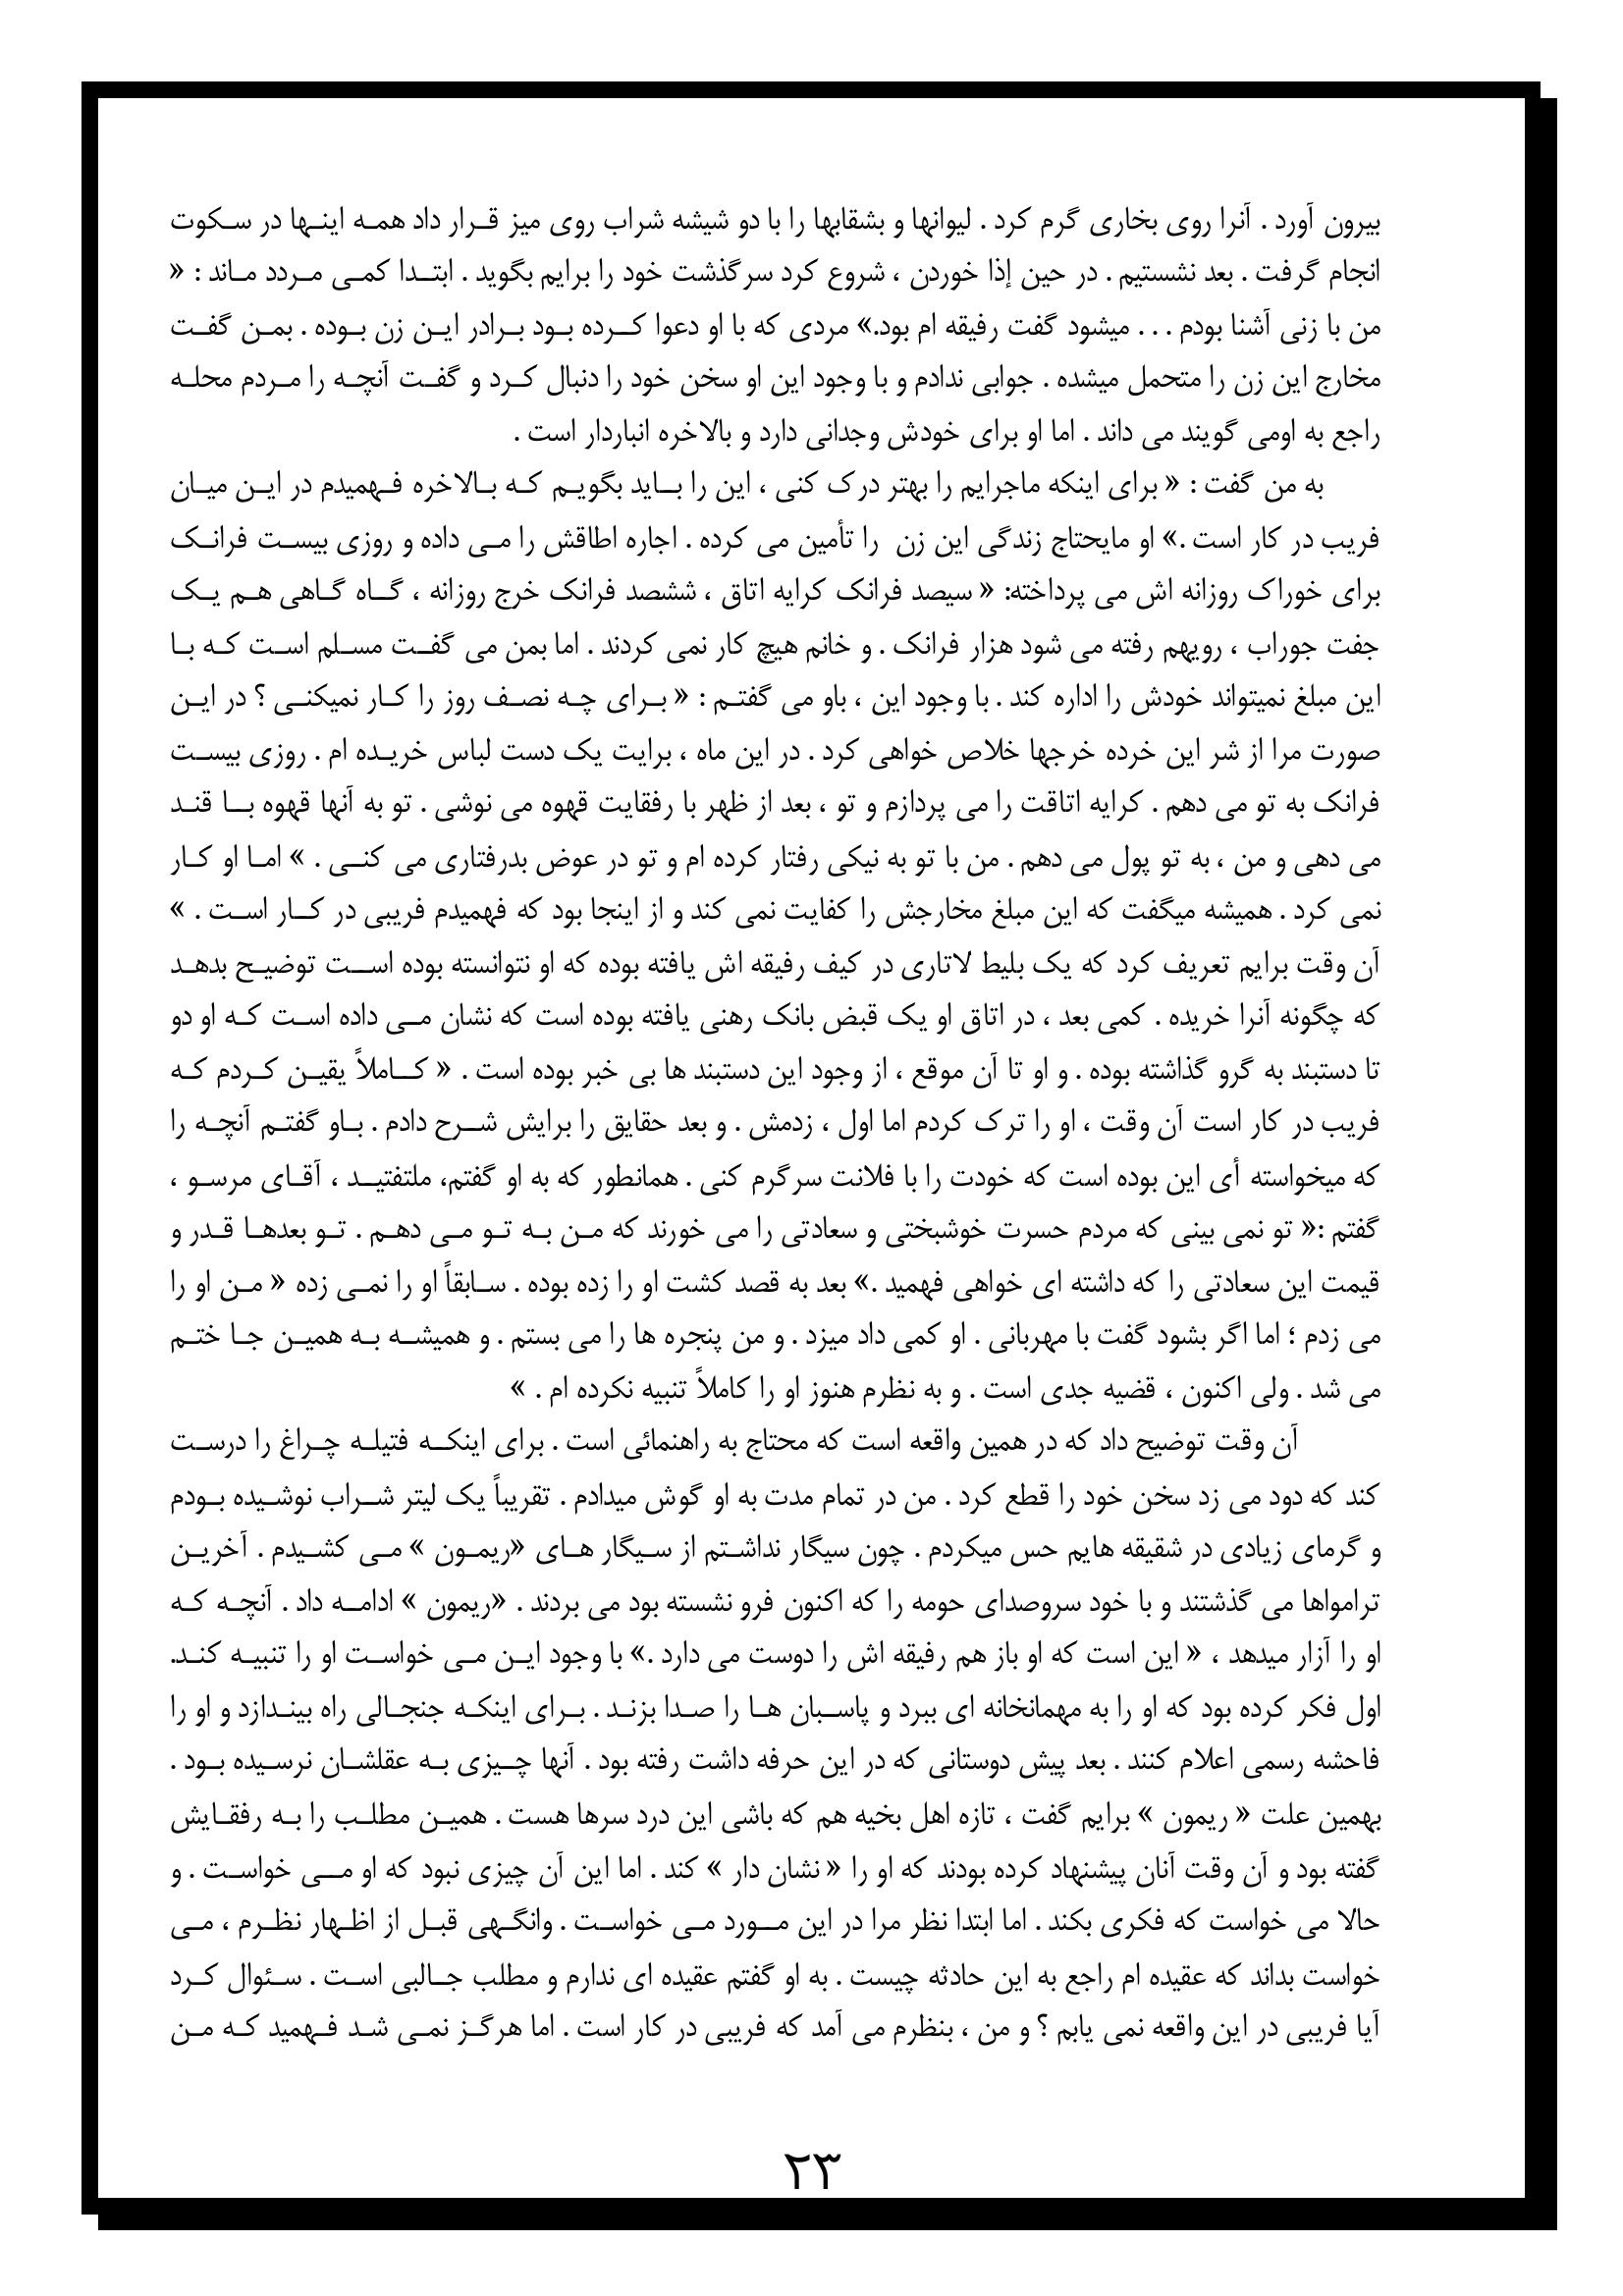 بیرون آورد . آنرا روی بخاری گرم کرد . لیوانها و بشقابها را با دو شیشه شراب روی میز قرار داد همه اینها در سکوت
انجام گرفت . بعد نشستیم . در حین إذا خوردن ، شروع کرد سرگذشت خود را برایم بگوید . ابتدا کمی مردد ماند : «
من با زنی آشنا بودم . . . میشود گفت رفیقه ام بود.» مردی که با او دعوا کرده بود برادر این زن بوده . بمن گفت
مخارج این زن را متحمل میشده . جوابی ندادم و با وجود این او سخن خود را دنبال کرد و گفت آنچه را مردم محله
راجع به اومی گویند می داند . اما او برای خودش وجدانی دارد و بالاخره انباردار است .
به من گفت : « برای اینکه ماجرایم را بهتر درک کنی ، این را باید بگویم که بالاخره فهمیدم در این میان
فریب در کار است .» او مایحتاج زندگی این زن را تأمین می کرده . اجاره اطاقش را می داده و روزی بیست فرانک
برای خوراک روزانه اش می پرداخته: « سیصد فرانک کرایه اتاق ، ششصد فرانک خرج روزانه ، گاه گاهی هم یک
جفت جوراب ، رویهم رفته می شود هزار فرانک . و خانم هیچ کار نمی کردند . اما بمن می گفت مسلم است که با
این مبلغ نمیتواند خودش را اداره کند . با وجود این ، باو می گفتم : « برای چه نصف روز را کار نمیکنی ؟ در این
صورت مرا از شر این خرده خرجها خلاص خواهی کرد . در این ماه ، برایت یک دست لباس خریده ام . روزی بیست
فرانک به تو می دهم . کرایه اتاقت را می پردازم و تو ، بعد از ظهر با رفقایت قهوه می نوشی . تو به آنها قهوه با قند
می دهی و من ، به تو پول می دهم . من با تو به نیکی رفتار کرده ام و تو در عوض بدرفتاری می کنی . » اما او کار
نمی کرد . همیشه میگفت که این مبلغ مخارجش را کفایت نمی کند و از اینجا بود که فهمیدم فریبی در کار است . »
آن وقت برایم تعریف کرد که یک بلیط لاتاری در کیف رفیقه اش یافته بوده که او نتوانسته بوده است توضیح بدهد
که چگونه آنرا خریده . کمی بعد ، در اتاق او یک قبض بانک رهنی یافته بوده است که نشان می داده است که او دو
تا دستبند به گرو گذاشته بوده . و او تا آن موقع ، از وجود این دستبند ها بی خبر بوده است . « کاملاً یقین کردم که
فریب در کار است آن وقت ، او را ترک کردم اما اول ، زدمش . و بعد حقایق را برایش شرح دادم . باو گفتم آنچه را
که میخواسته أی این بوده است که خودت را با فلانت سرگرم کنی . همانطور که به او گفتم، ملتفتید ، آقای مرسو ،
گفتم :« تو نمی بینی که مردم حسرت خوشبختی و سعادتی را می خورند که من به تو می دهم . تو بعدها قدر و
قیمت این سعادتی را که داشته ای خواهی فهمید .» بعد به قصد کشت او را زده بوده . سابقاً او را نمی زده « من او را
می زدم ؛ اما اگر بشود گفت با مهربانی . او کمی داد میزد . و من پنجره ها را می بستم . و همیشه به همین جا ختم
می شد . ولی اکنون ، قضیه جدی است . و به نظرم هنوز او را کاملاً تنبیه نکرده ام . »
آن وقت توضیح داد که در همین واقعه است که محتاج به راهنمائی است . برای اینکه فتیله چراغ را درست
کند که دود می زد سخن خود را قطع کرد . من در تمام مدت به او گوش میدادم . تقریباً یک لیتر شراب نوشیده بودم
و گرمای زیادی در شقیقه هایم حس میکردم . چون سیگار نداشتم از سیگار های «ریمون » می کشیدم . آخرین
ترامواها می گذشتند و با خود سروصدای حومه را که اکنون فرو نشسته بود می بردند . «ریمون » ادامه داد . آنچه که
او را آزار میدهد ، « این است که او باز هم رفیقه اش را دوست می دارد .» با وجود این می خواست او را تنبیه کند.
اول فکر کرده بود که او را به مهمانخانه ای ببرد و پاسبان ها را صدا بزند . برای اینکه جنجالی راه بیندازد و او را
فاحشه رسمی اعلام کنند . بعد پیش دوستانی که در این حرفه داشت رفته بود . آنها چیزی به عقلشان نرسیده بود .
بهمین علت « ریمون » برایم گفت ، تازه اهل بخیه هم که باشی این درد سرها هست . همین مطلب را به رفقایش
گفته بود و آن وقت آنان پیشنهاد کرده بودند که او را « نشان دار » کند . اما این آن چیزی نبود که او می خواست . و
حالا می خواست که فکری بکند . اما ابتدا نظر مرا در این مورد می خواست . وانگهی قبل از اظهار نظرم ، می
خواست بداند که عقیده ام راجع به این حادثه چیست . به او گفتم عقیده ای ندارم و مطلب جالبی است . سئوال کرد
آیا فریبی در این واقعه نمی یابم ؟ و من ، بنظرم می آمد که فریبی در کار است . اما هرگز نمی شد فهمید که من
۲۳